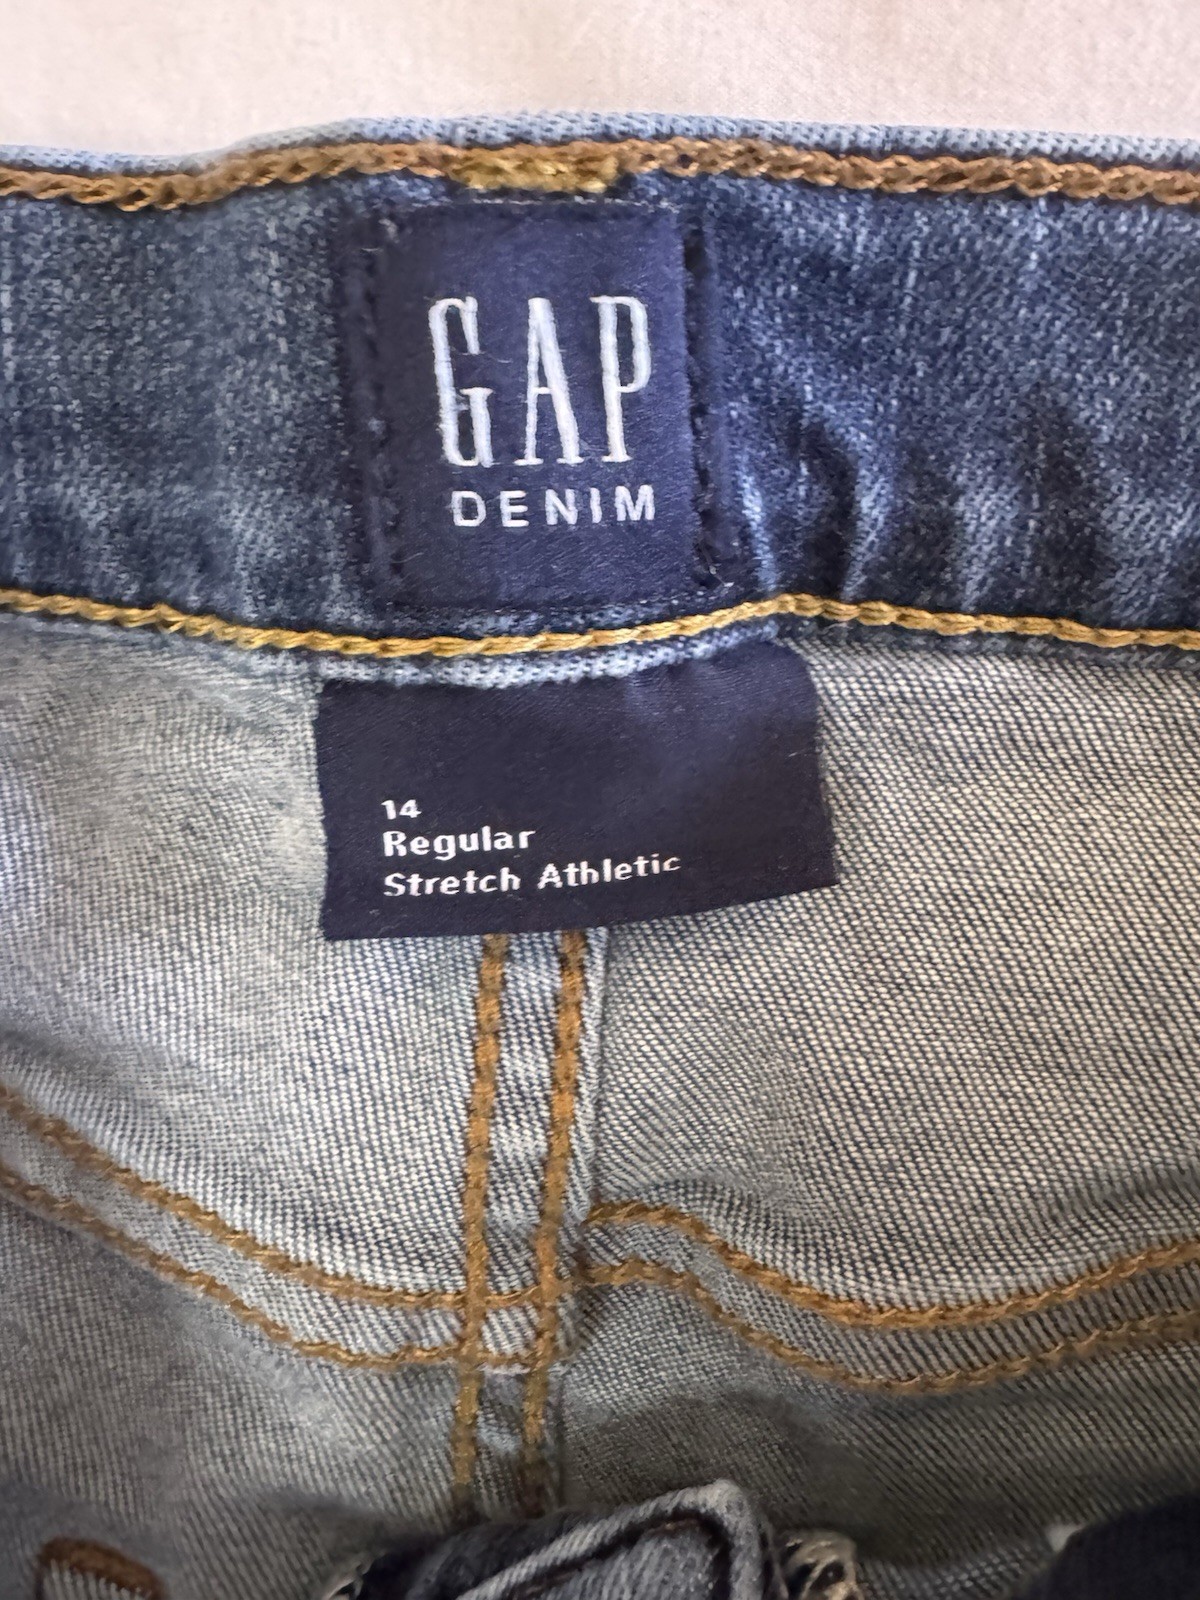 GAP
DENIM
14
Regular
Stretch Athletic